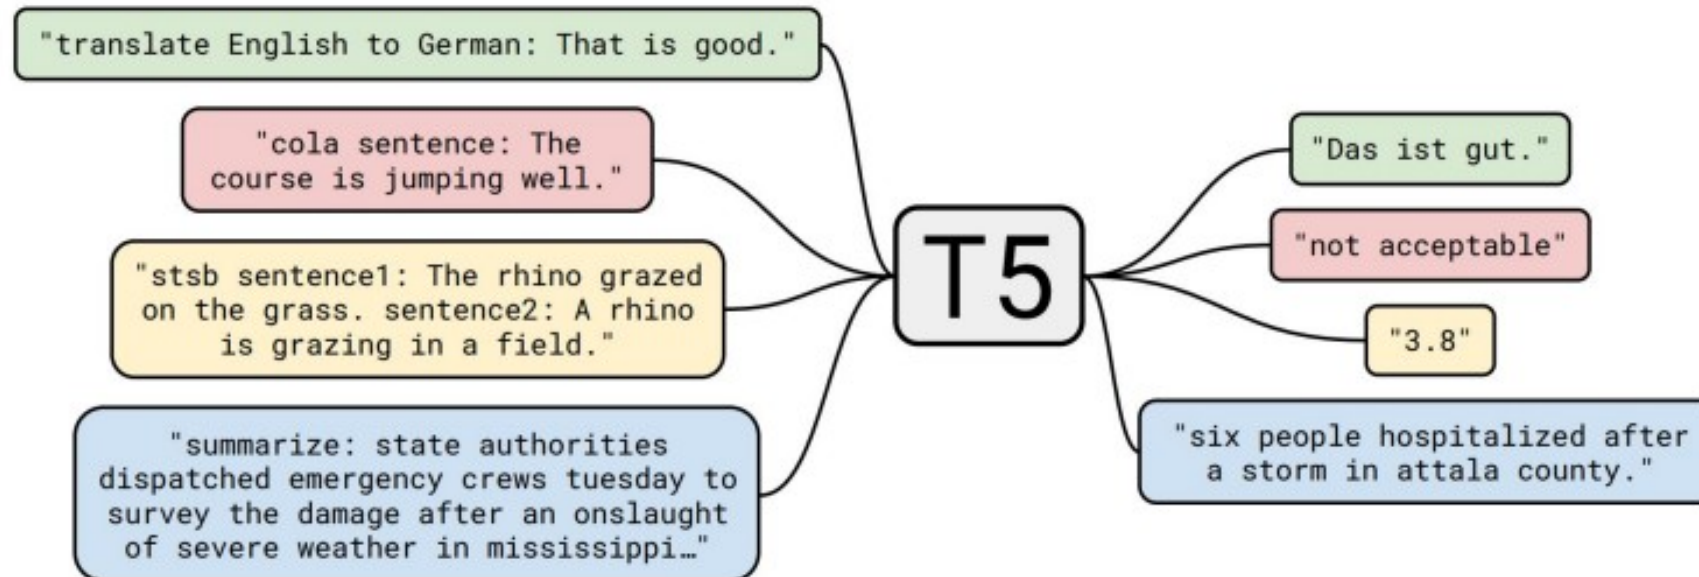 "translate English to German: That is good."
"cola sentence: The
course is jumping well."
"stsb sentence1: The rhino grazed
on the grass. sentence2: A rhino
is grazing in a field."
"summarize: state authorities
dispatched emergency crews tuesday to
survey the damage after an onslaught
of severe weather in mississippi…"
T5
"Das ist gut."
"not acceptable"
"3.8"
"six people hospitalized after
a storm in attala county."